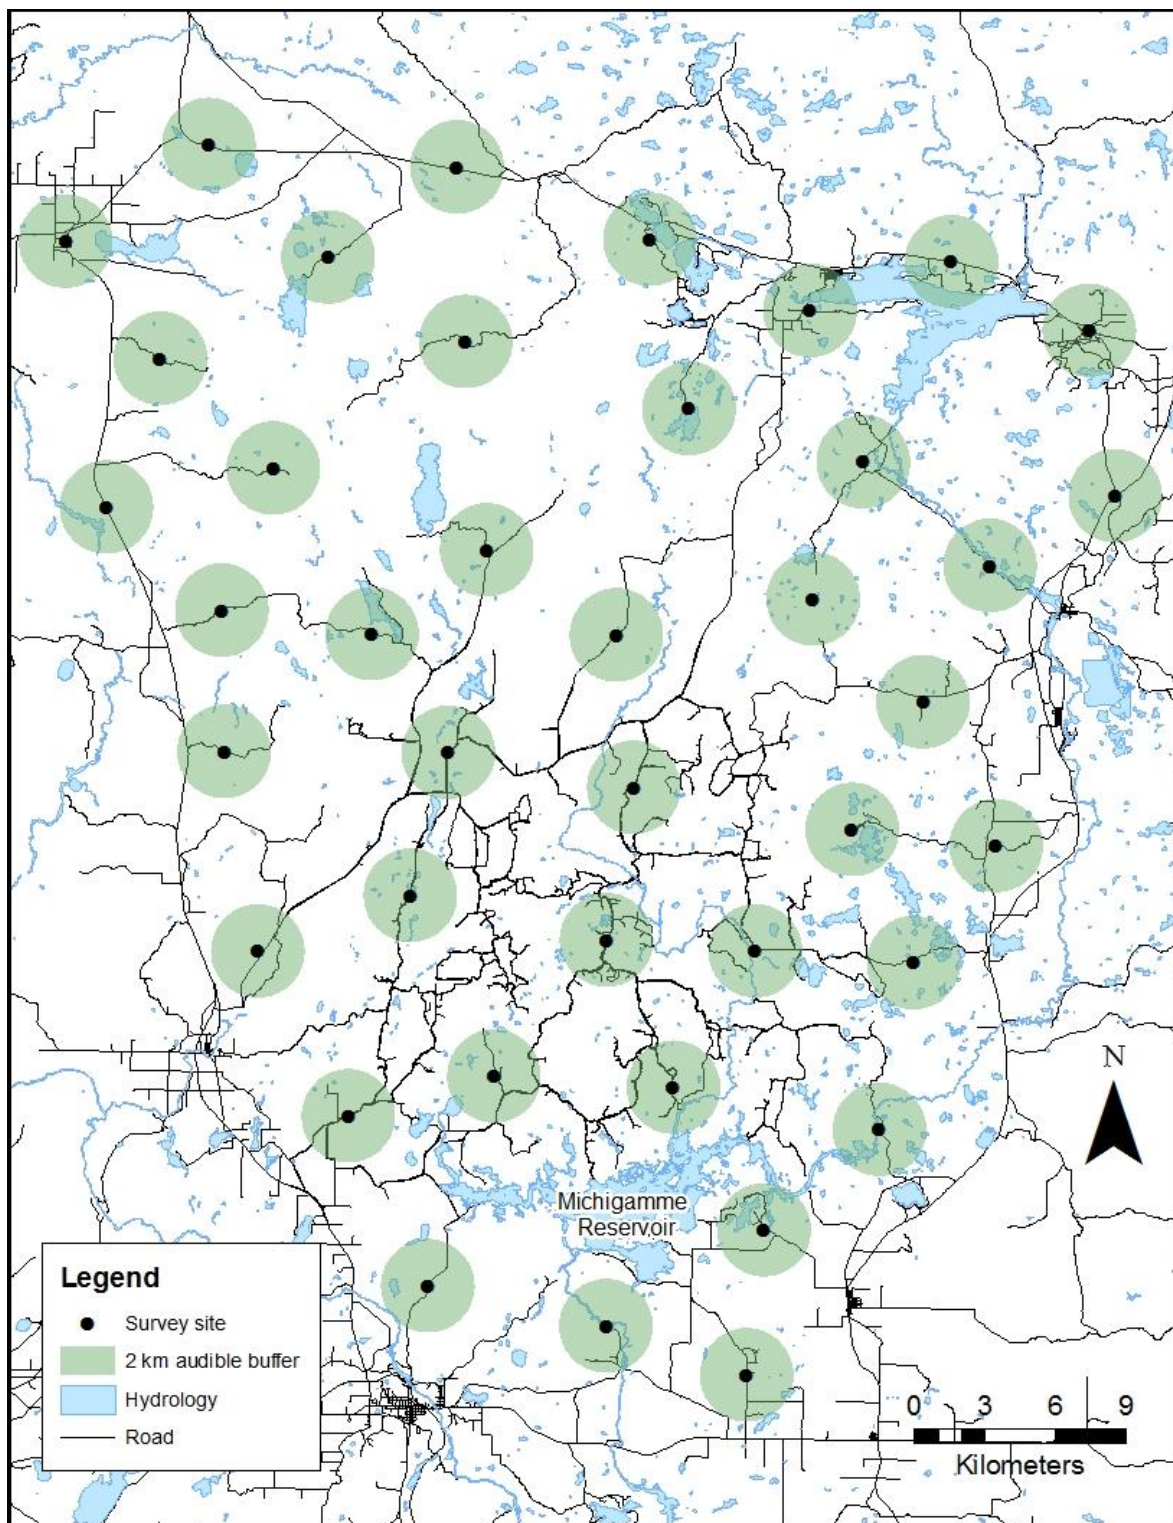 N
Michigamme
Reservoir
Legend
Survey site
2 km audible buffer
Hydrology
Road
0 3 6 9
Kilometers